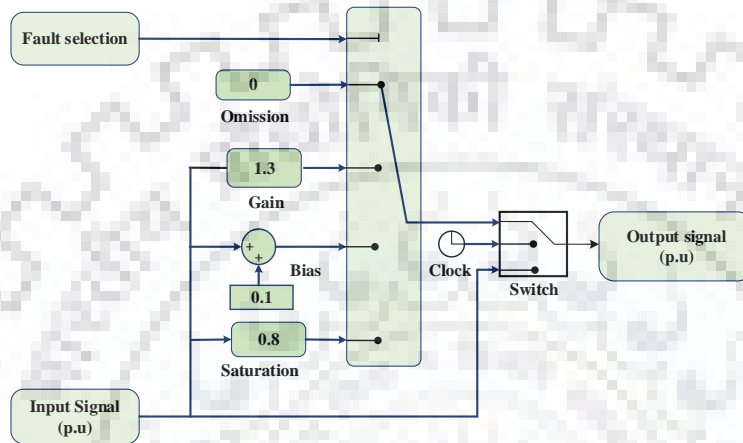 Fault selection
0
Omission
1.3
Gain
+
+
Bias
0.1
0.8
Saturation
Clock
Switch
Output signal
(p.u)
Input Signal
(p.u)